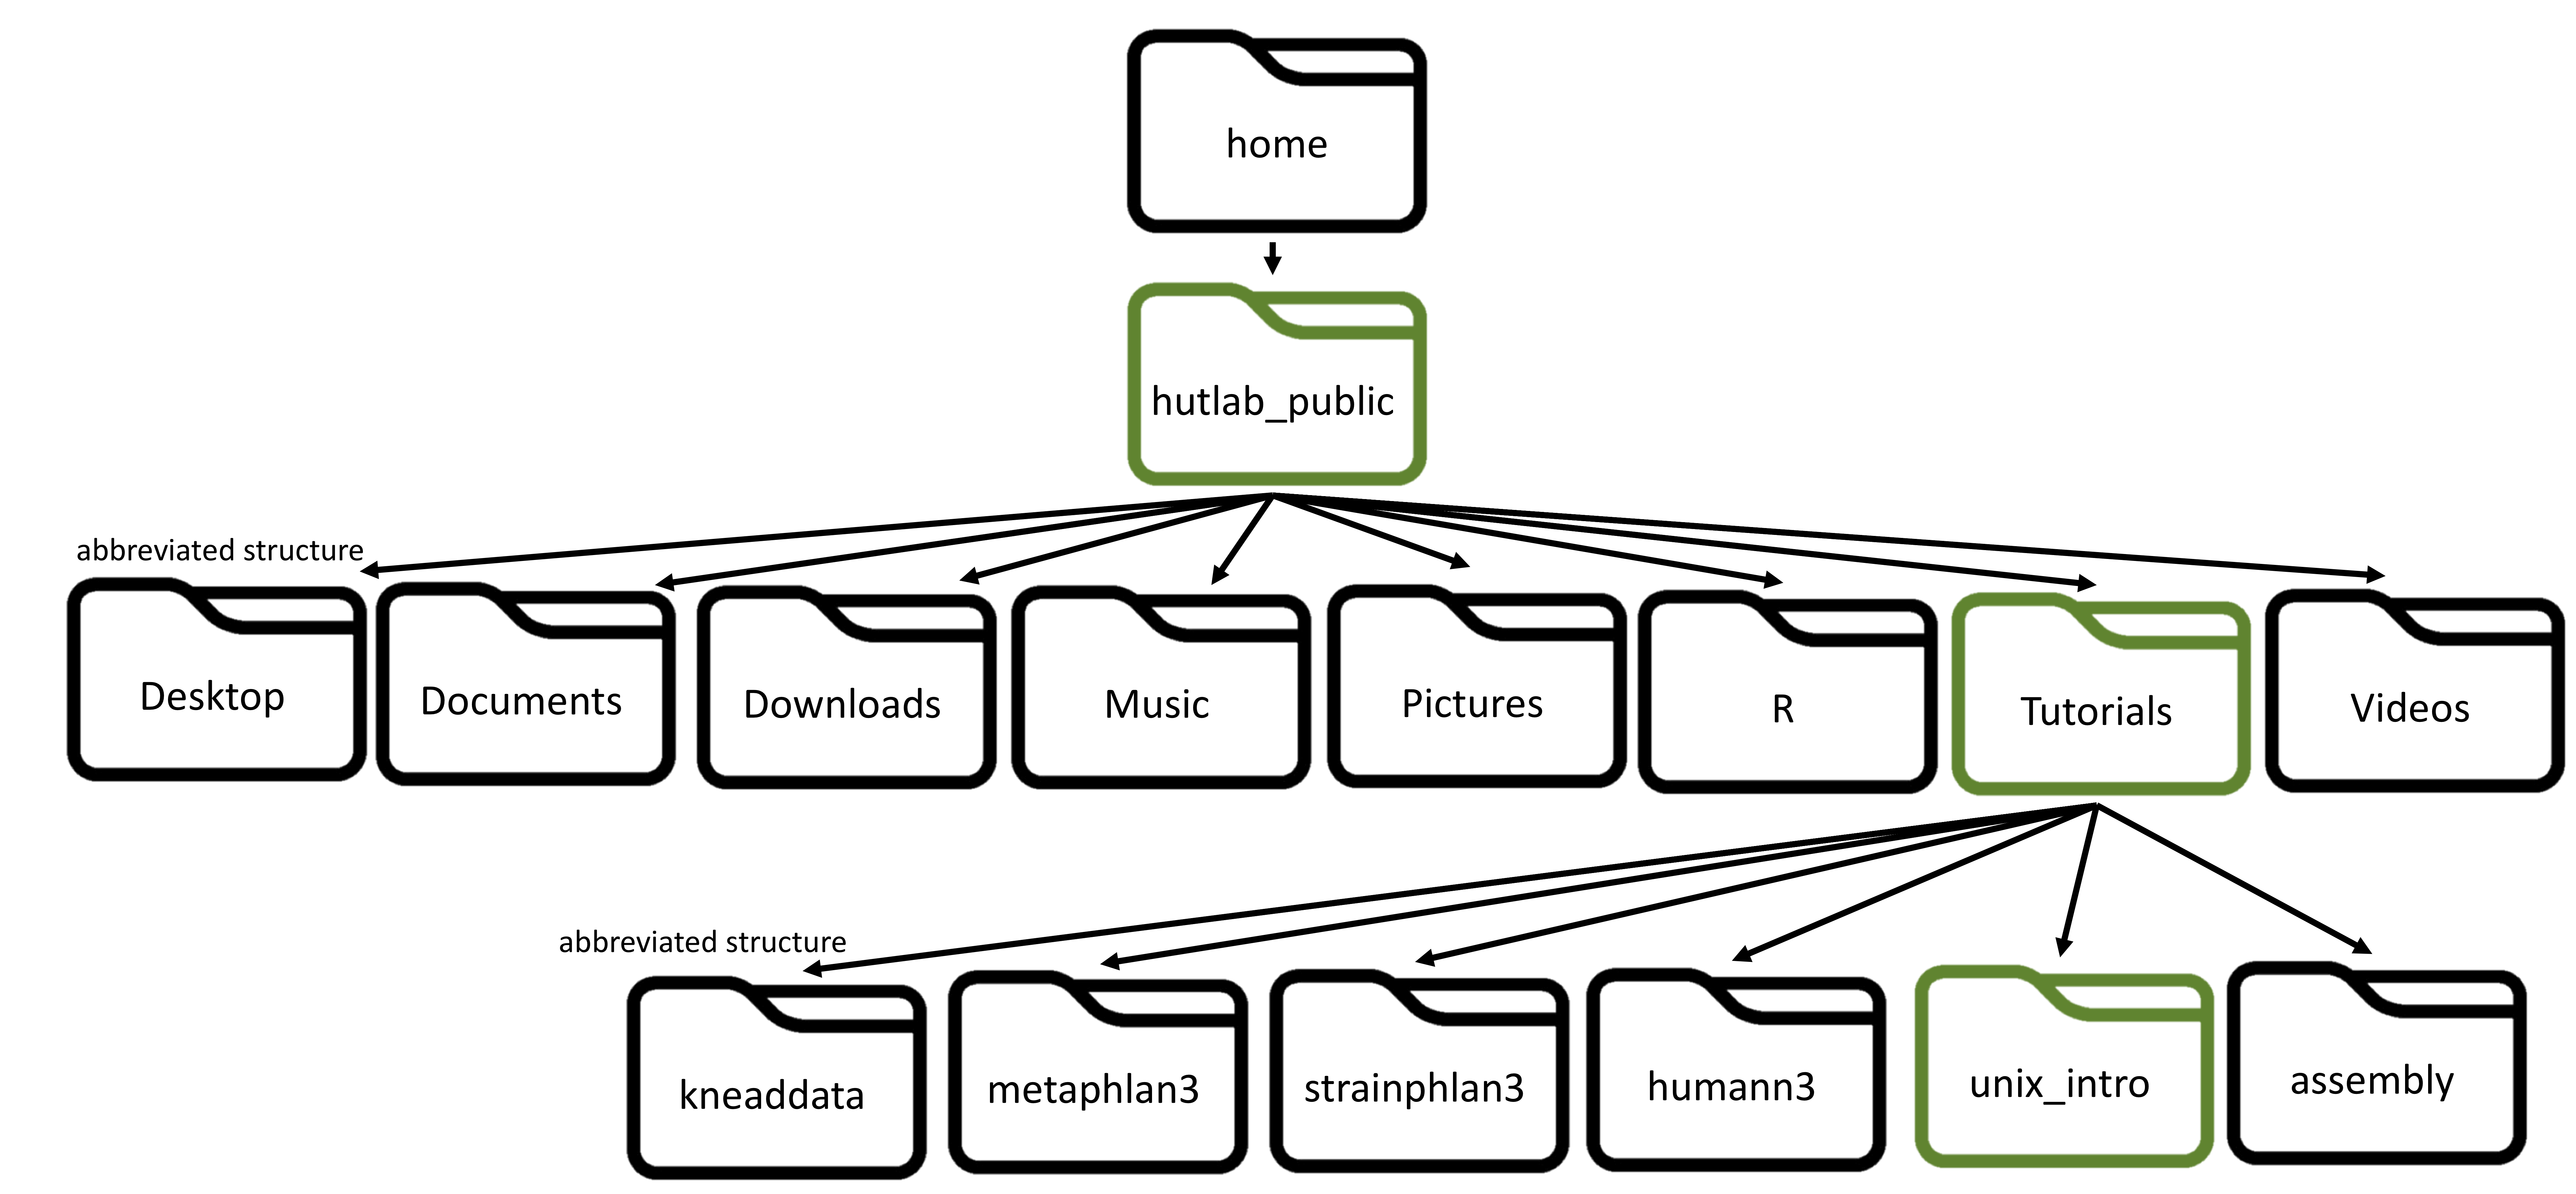 home
hutlab_public
abbreviated structure
Desktop
Documents
Downloads
Music
Pictures
R
Tutorials
Videos
abbreviated structure
kneaddata
metaphlan3
strainphlan3
humann3
unix_intro
assembly